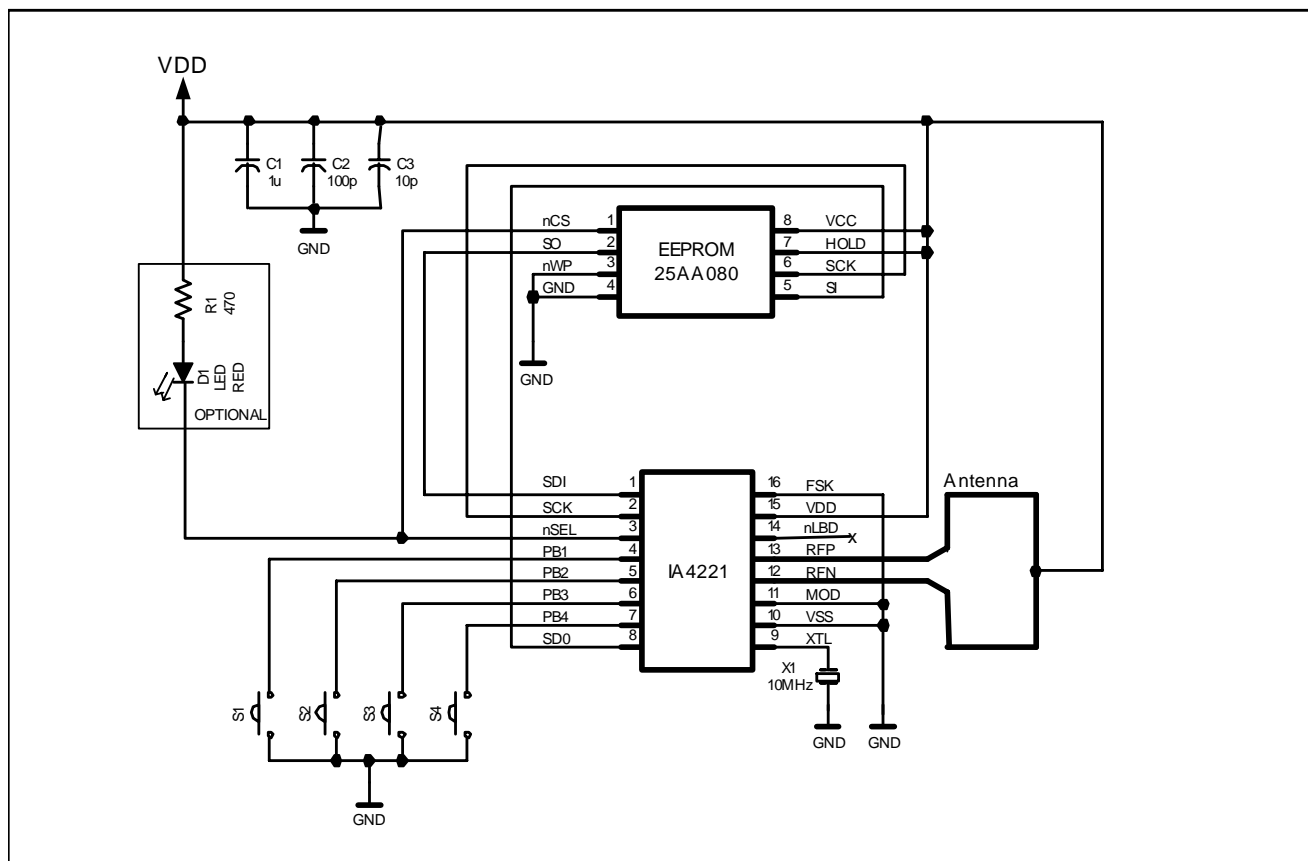 VDD
C1
1u
C2
100p
C3
10p
GND
R1
470
D1
LED
RED
OPTIONAL
nCS
SO
nWP
GND
1
2
3
4
EEPROM
25AA080
8
7
6
5
VCC
HOLD
SCK
SI
GND
SDI
SCK
nSEL
PB1
PB2
PB3
PB4
SD0
1
2
3
4
5
6
7
8
IA4221
16
15
14
13
12
11
10
9
FSK
VDD
nLBD
x
RFP
RFN
MOD
VSS
XTL
Antenna
X1
10MHz
GND
GND
S1
S2
S3
S4
GND